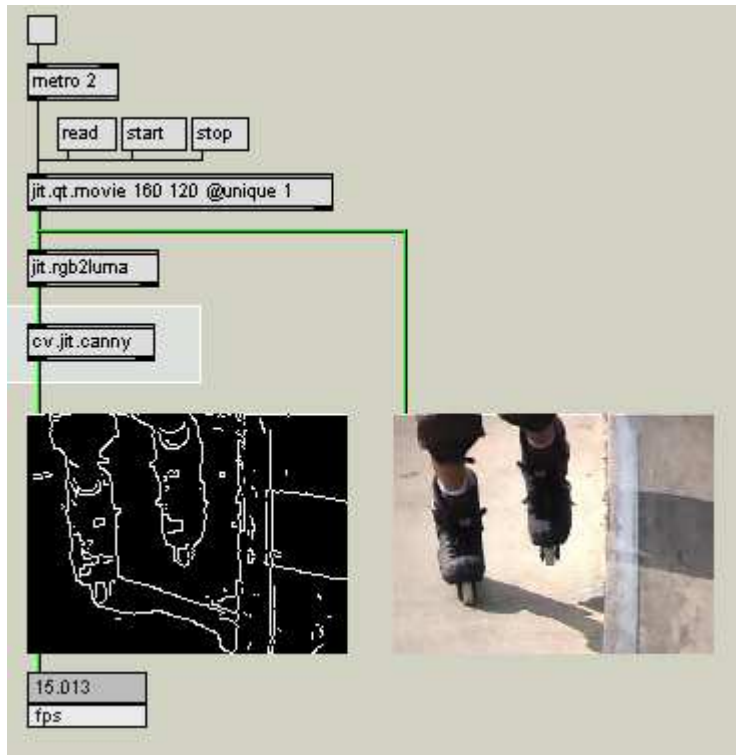 metro 2
read start stop
jit.qt.movie 160 120 @unique 1
jit.rgb2luma
cv.jit.canny
15.013
fps